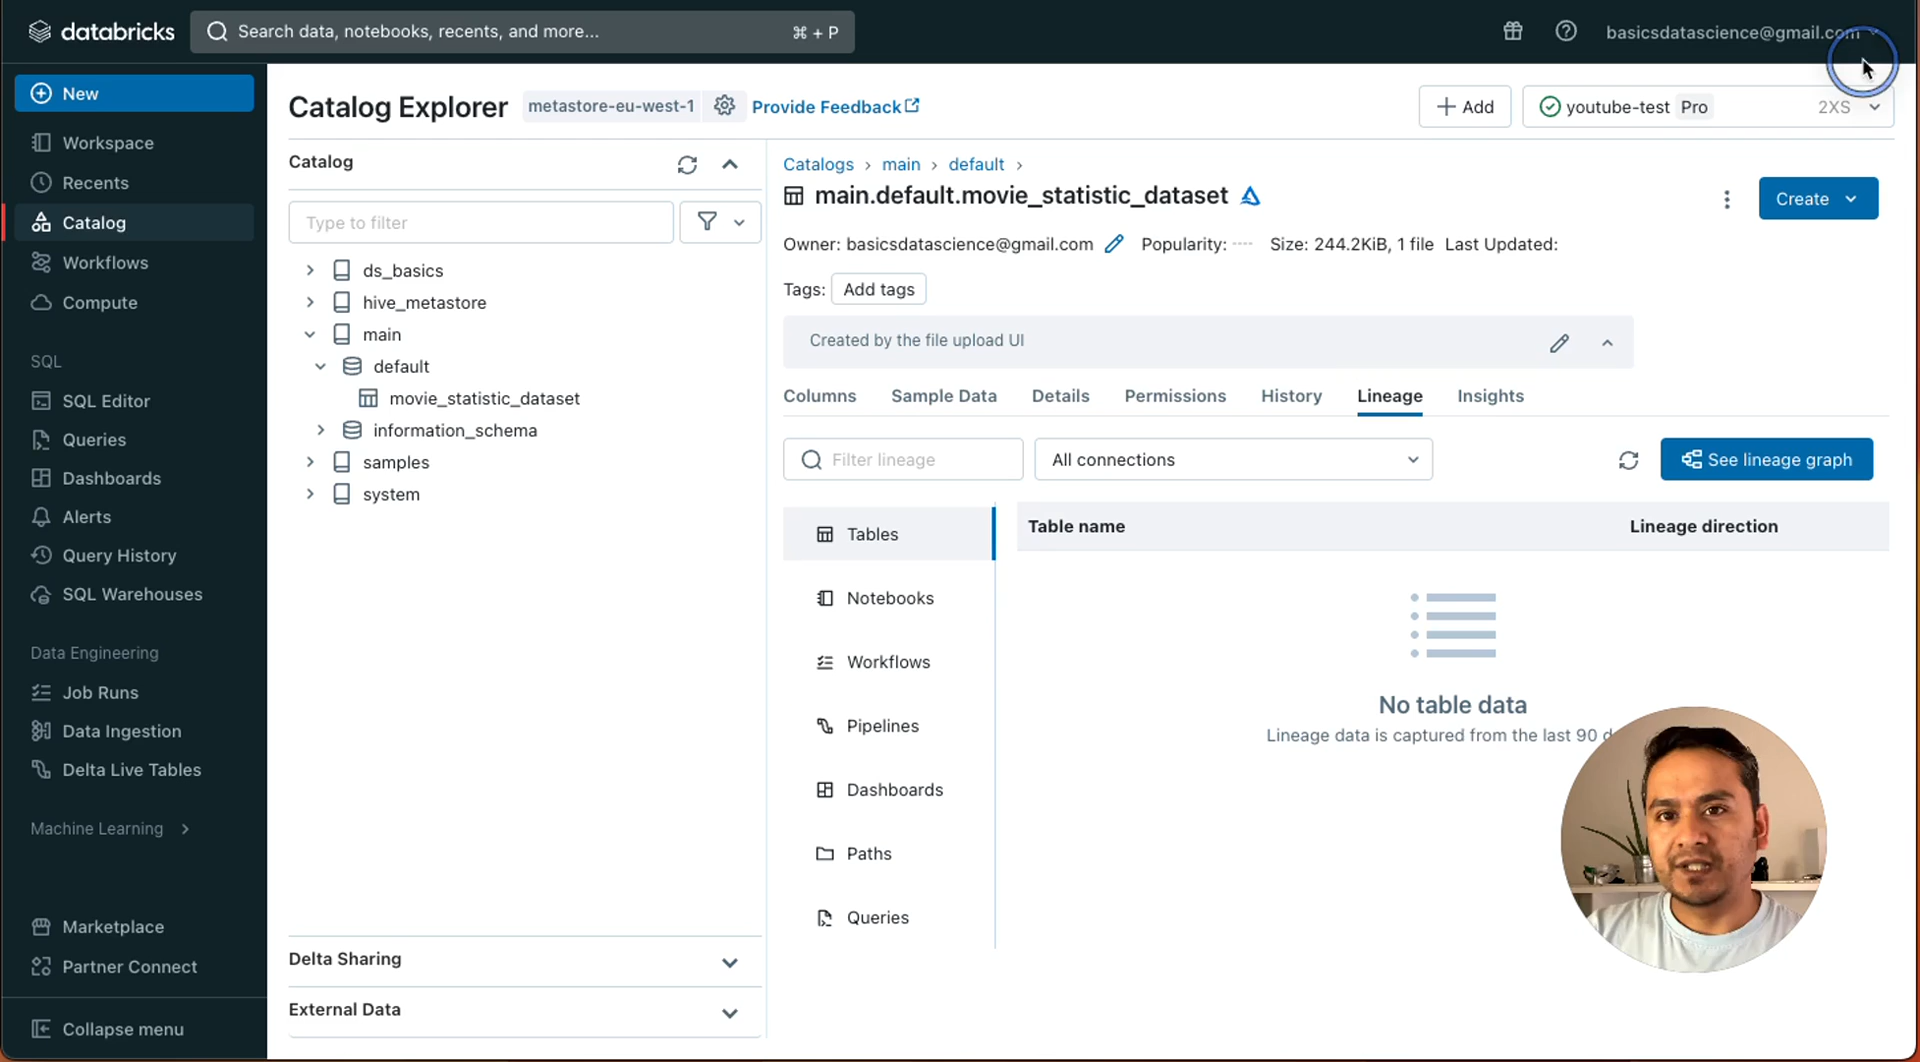 databricks
Search data, notebooks, recents, and more...
⌘ + P
basicsdatascience@gmail.com
New
Workspace
Recents
Catalog
Workflows
Compute
SQL
SQL Editor
Queries
Dashboards
Alerts
Query History
SQL Warehouses
Data Engineering
Job Runs
Data Ingestion
Delta Live Tables
Machine Learning
Marketplace
Partner Connect
Collapse menu
Catalog Explorer
metastore-eu-west-1
Provide Feedback
Add
youtube-test Pro 2XS
Catalog
Type to filter
ds_basics
hive_metastore
main
default
movie_statistic_dataset
information_schema
samples
system
Delta Sharing
External Data
Catalogs > main > default >
main.default.movie_statistic_dataset
Create
Owner: basicsdatascience@gmail.com Popularity: Size: 244.2KiB, 1 file Last Updated:
Tags: Add tags
Created by the file upload UI
Columns Sample Data Details Permissions History Lineage Insights
Filter lineage
All connections
See lineage graph
Tables
Notebooks
Workflows
Pipelines
Dashboards
Paths
Queries
Table name Lineage direction
No table data
Lineage data is captured from the last 90